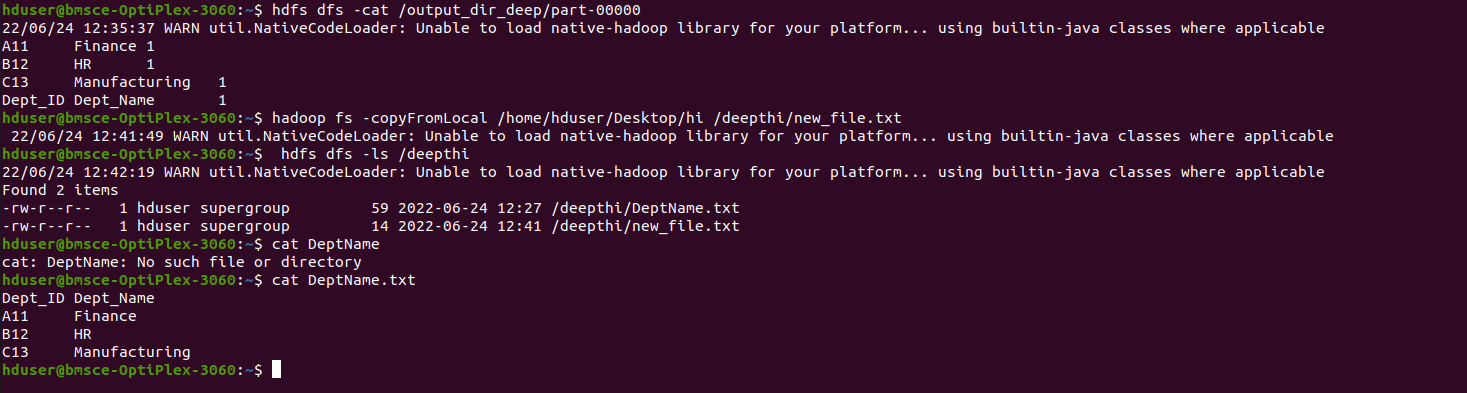 hduser@bmsce-OptiPlex-3060:~$ hdfs dfs -cat /output_dir_deep/part-00000
22/06/24 12:35:37 WARN util.NativeCodeLoader: Unable to load native-hadoop library for your platform... using builtin-java classes where applicable
A11     Finance 1
B12     HR      1
C13     Manufacturing   1
Dept_ID Dept_Name       1
hduser@bmsce-OptiPlex-3060:~$ hadoop fs -copyFromLocal /home/hduser/Desktop/hi /deepthi/new_file.txt
 22/06/24 12:41:49 WARN util.NativeCodeLoader: Unable to load native-hadoop library for your platform... using builtin-java classes where applicable
hduser@bmsce-OptiPlex-3060:~$  hdfs dfs -ls /deepthi
22/06/24 12:42:19 WARN util.NativeCodeLoader: Unable to load native-hadoop library for your platform... using builtin-java classes where applicable
Found 2 items
-rw-r--r--   1 hduser supergroup         59 2022-06-24 12:27 /deepthi/DeptName.txt
-rw-r--r--   1 hduser supergroup         14 2022-06-24 12:41 /deepthi/new_file.txt
hduser@bmsce-OptiPlex-3060:~$ cat DeptName
cat: DeptName: No such file or directory
hduser@bmsce-OptiPlex-3060:~$ cat DeptName.txt
Dept_ID Dept_Name
A11     Finance
B12     HR
C13     Manufacturing
hduser@bmsce-OptiPlex-3060:~$